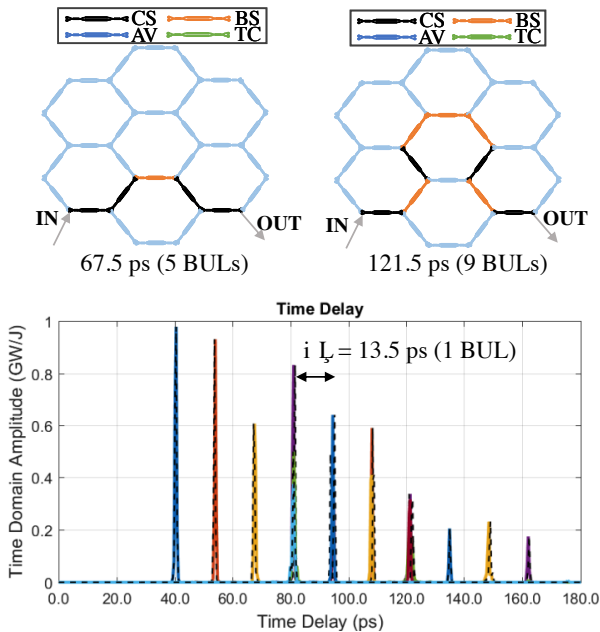 CS BS
AV TC
CS BS
AV TC
IN OUT
67.5 ps (5 BULs)
IN OUT
121.5 ps (9 BULs)
Time Delay
i Ļ = 13.5 ps (1 BUL)
Time Domain Amplitude (GW/J)
1
0.8
0.6
0.4
0.2
0
0.0 20.0 40.0 60.0 80.0 100.0 120.0 140.0 160.0 180.0
Time Delay (ps)